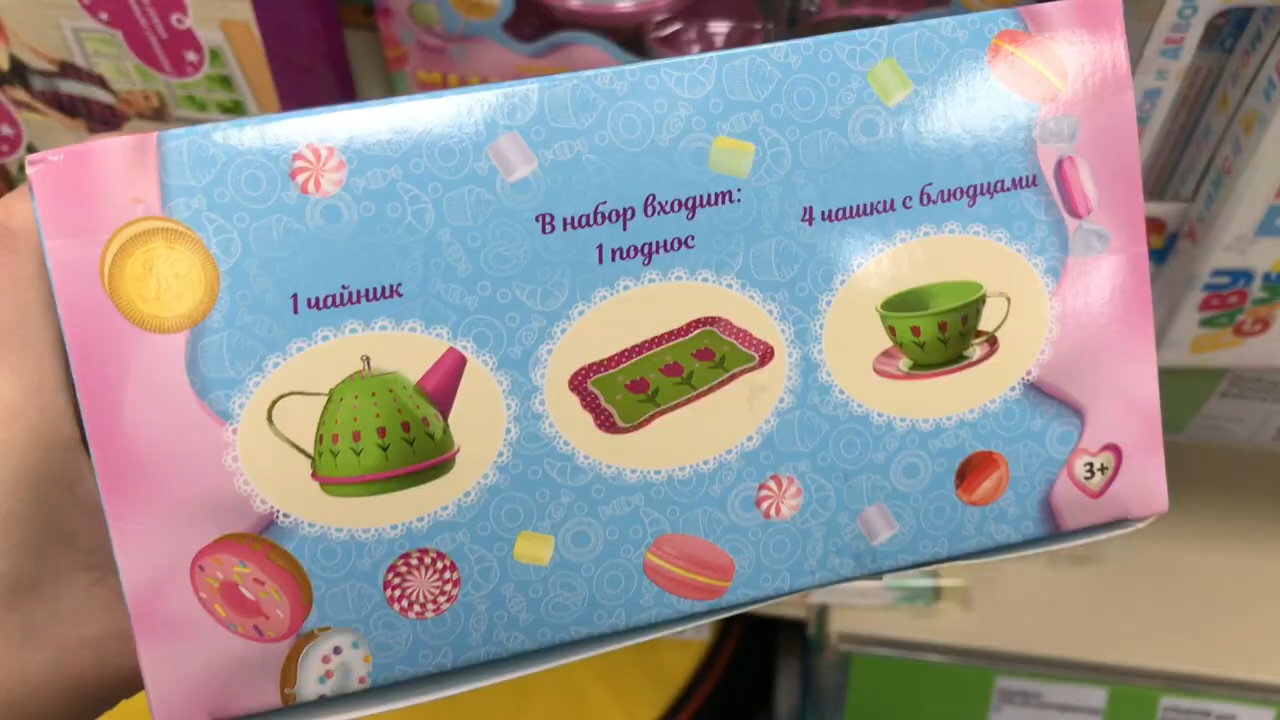 В набор входит:
1 поднос
1 чайник
4 чашки с блюдцами
3+